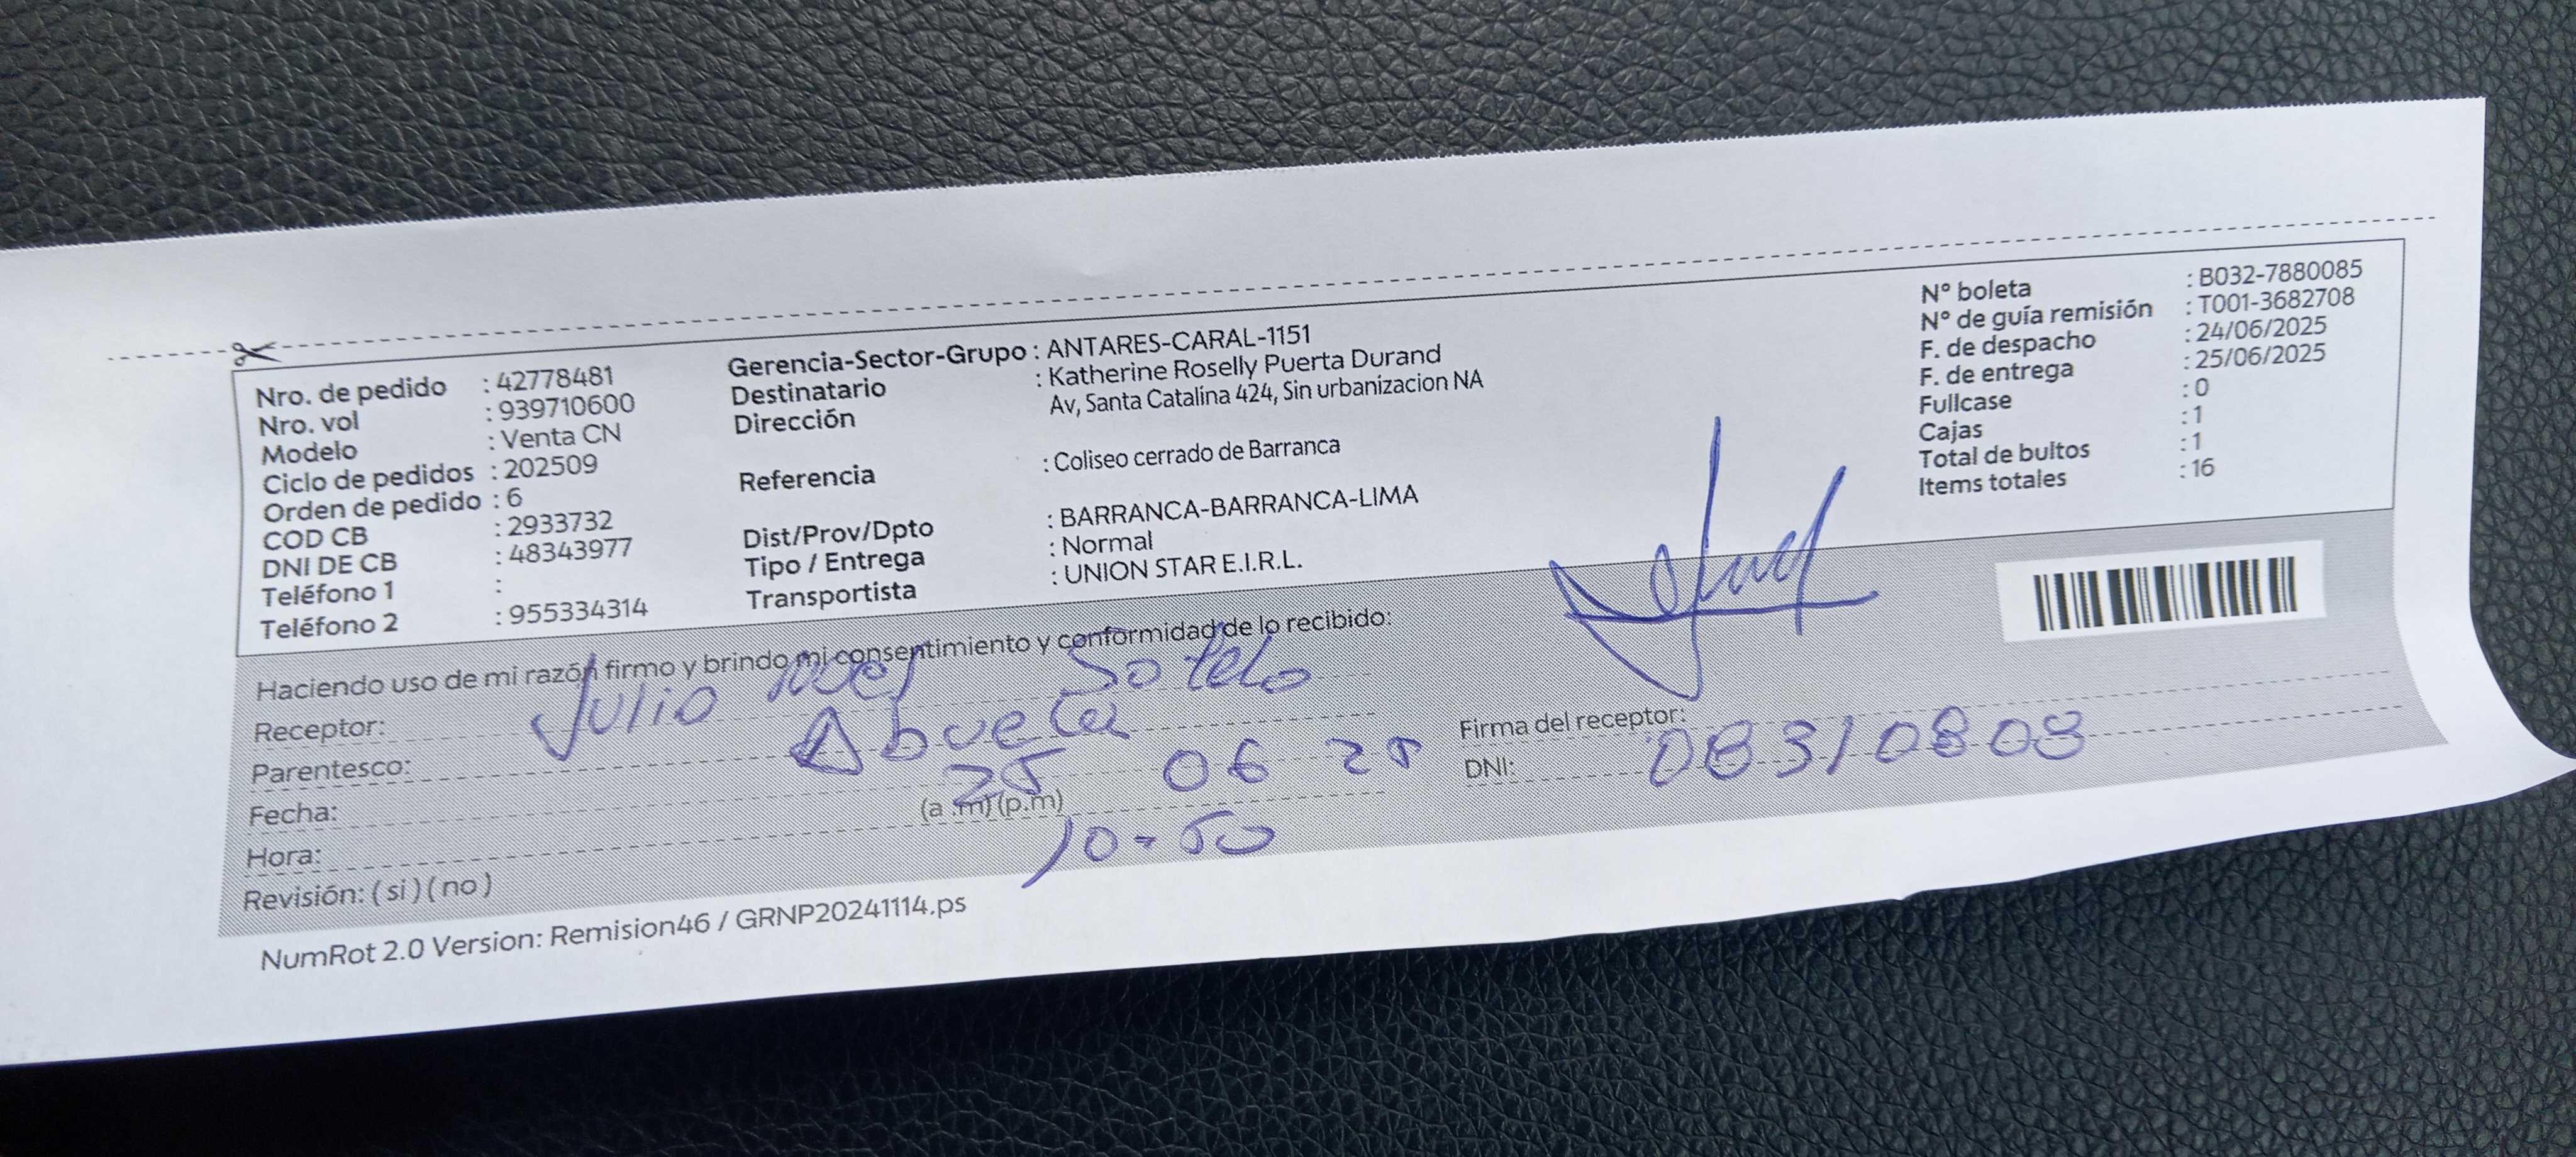 Nro. de pedido : 42778481
Nro. vol : 939710600
Modelo : Venta CN
Ciclo de pedidos : 202509
Orden de pedido : 6
COD CB : 2933732
DNI DE CB : 48343977
Teléfono 1 :
Teléfono 2 : 955334314
Gerencia-Sector-Grupo : ANTARES-CARAL-1151
Destinatario : Katherine Roselly Puerta Durand
Dirección Av, Santa Catalina 424, Sin urbanizacion NA
Referencia : Coliseo cerrado de Barranca
Dist/Prov/Dpto : BARRANCA-BARRANCA-LIMA
Tipo / Entrega : Normal
Transportista : UNION STAR E.I.R.L.
N° boleta : B032-7880085
N° de guía remisión : T001-3682708
F. de despacho : 24/06/2025
F. de entrega : 25/06/2025
Fullcase : 0
Cajas : 1
Total de bultos : 1
Items totales : 16
Haciendo uso de mi razón firmo y brindo mi consentimiento y conformidad de lo recibido:
Receptor: Julio Sotelo
Parentesco:
Fecha: 25 06 25
Hora: (a .m) (p.m) 10-50
Revisión: ( si ) ( no )
Firma del receptor:
DNI: 08310808
NumRot 2.0 Version: Remision46 / GRNP20241114.ps